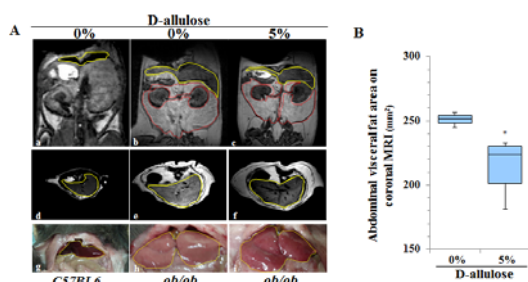 D-allulose
A
0%
0%
5%
a
b
c
d
e
f
g
h
C57BL6
ob/ob
ob/ob
B
Abdominal visceral fat area on
coronal MRI (mm²)
300
250
200
150
*
0%
5%
D-allulose